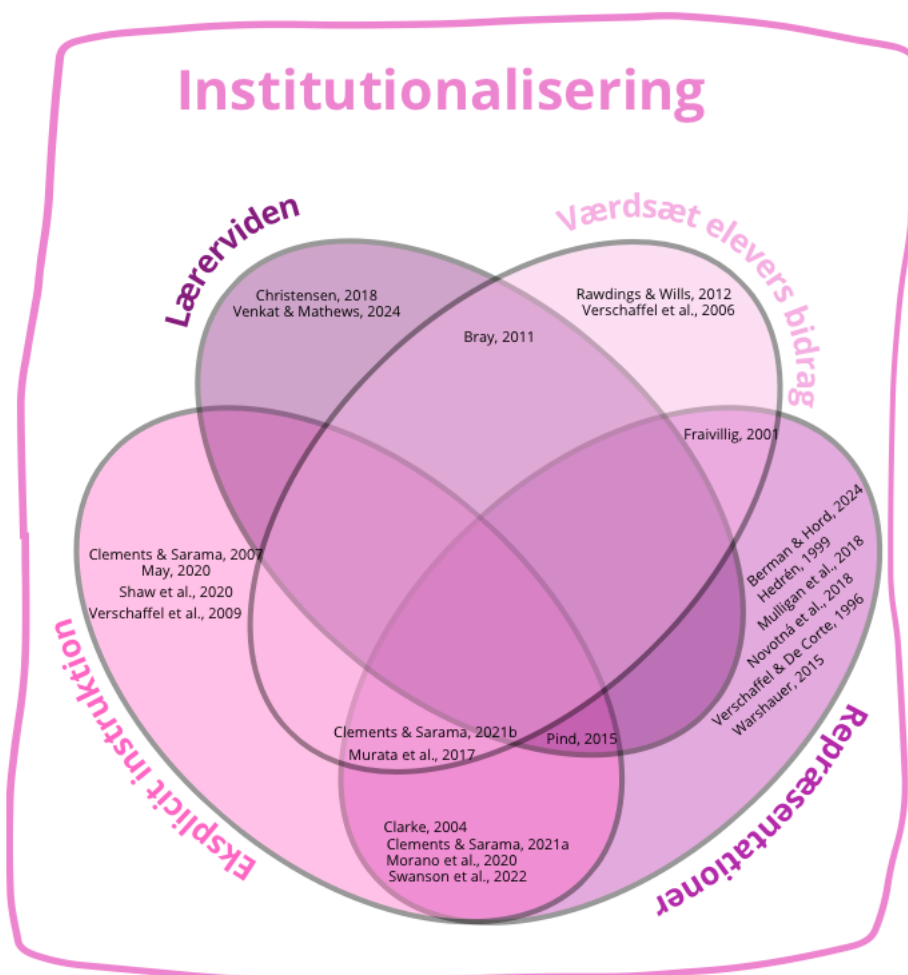 Institutionalisering
Lærerviden
Værdsæt elevers bidrag
Christensen, 2018
Venkat & Mathews, 2024
Rawdings & Wills, 2012
Verschaffel et al., 2006
Bray, 2011
Fraivillig, 2001
Berman & Hord, 2024
Hedrén, 1999
Mulligan et al., 2018
Novotná et al., 2018
Verschaffel & De Corte, 1996
Warshauer, 2015
Clements & Sarama, 2007
May, 2020
Shaw et al., 2020
Verschaffel et al., 2009
Clements & Sarama, 2021b
Murata et al., 2017
Pind, 2015
Clarke, 2004
Clements & Sarama, 2021a
Morano et al., 2020
Swanson et al., 2022
Eksplicit instruktion
Repræsentationer